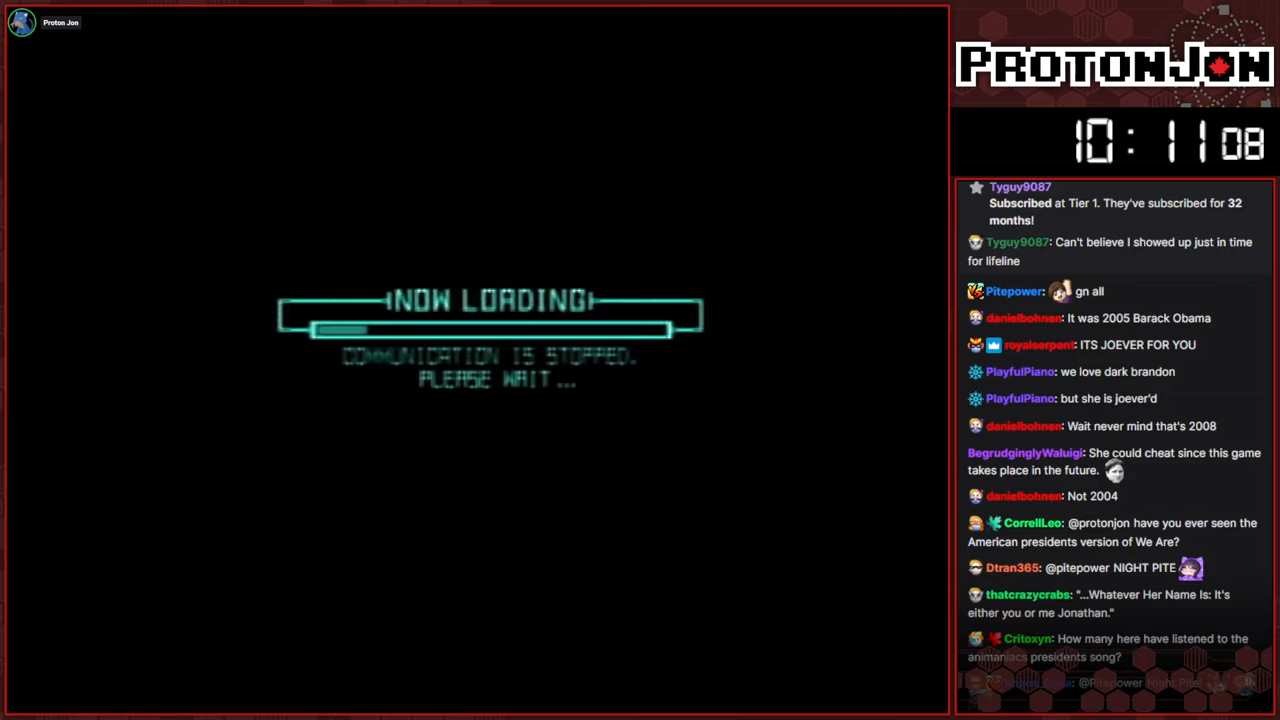 Proton Jon
PROTONJON
10:11 08
NOW LOADING
COMMUNICATION IS STOPPED.
PLEASE WAIT...
Tyguy9087
Subscribed at Tier 1. They've subscribed for 32
months!
Tyguy9087: Can't believe I showed up just in time
for lifeline
Pitepower: gn all
danielbohnen: It was 2005 Barack Obama
royalserpent: ITS JOEVER FOR YOU
PlayfulPiano: we love dark brandon
PlayfulPiano: but she is joever'd
danielbohnen: Wait never mind that's 2008
BegrudginglyWaluigi: She could cheat since this game
takes place in the future.
danielbohnen: Not 2004
CorrellLeo: @protonjon have you ever seen the
American presidents version of We Are?
Dtran365: @pitepower NIGHT PITE
thatcrazycrabs: "...Whatever Her Name Is: It's
either you or me Jonathan."
Critoxyn: How many here have listened to the
animaniacs presidents song?
@Pitepower Night Pite!